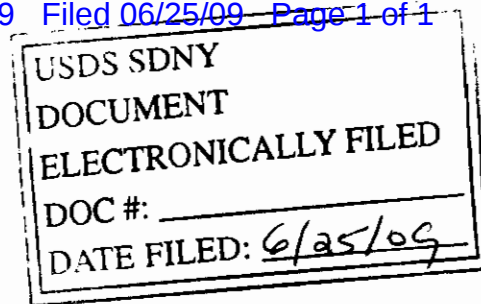 9 Filed 06/25/09 Page 1 of 1
USDS SDNY
DOCUMENT
ELECTRONICALLY FILED
DOC #:
DATE FILED: 6/25/09